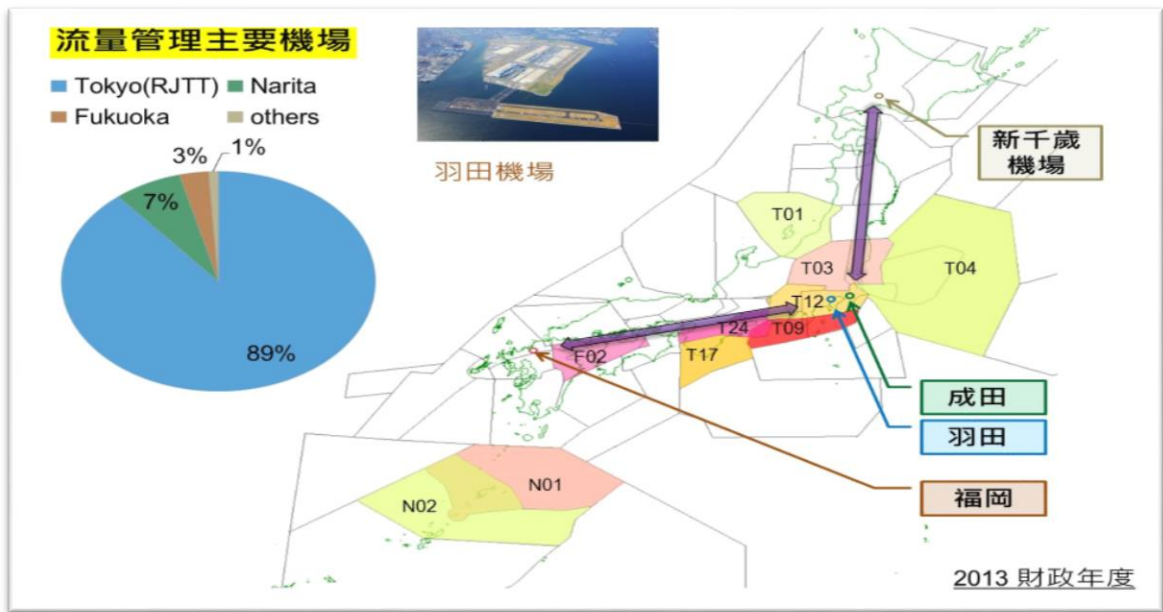 流量管理主要機場
Tokyo(RJTT)
Narita
Fukuoka
others
1%
3%
7%
89%
羽田機場
新千歲
機場
T01
T03
T04
T12
T24
T09
F02
T17
成田
羽田
福岡
N01
N02
2013 財政年度